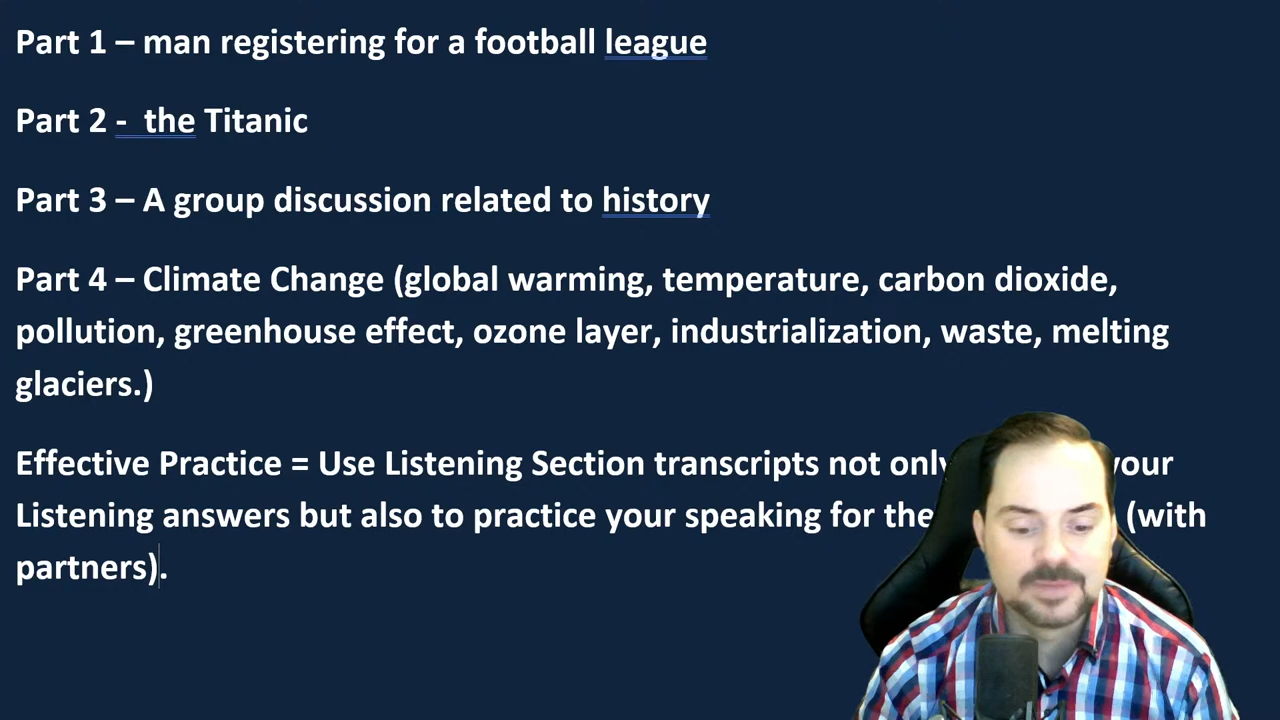 Part 1 – man registering for a football league
Part 2 -  the Titanic
Part 3 – A group discussion related to history
Part 4 – Climate Change (global warming, temperature, carbon dioxide,
pollution, greenhouse effect, ozone layer, industrialization, waste, melting
glaciers.)
Effective Practice = Use Listening Section transcripts not only your
Listening answers but also to practice your speaking for the (with
partners).